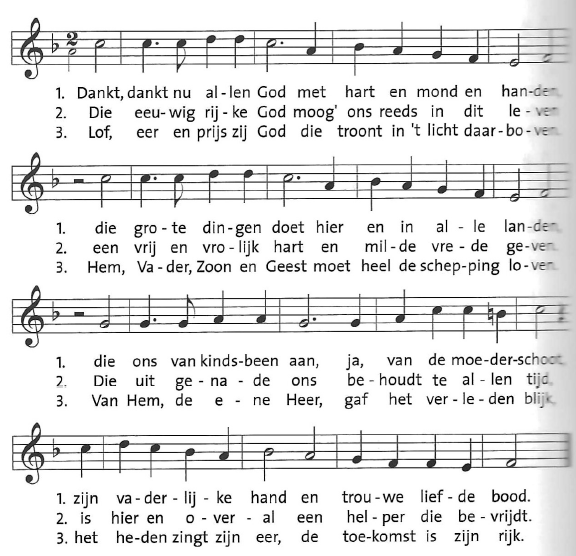 2
1. Dankt, dankt nu al-len God met hart en mond en han-den,
2. Die eeu-wig rij-ke God moog' ons reeds in dit le-ven
3. Lof, eer en prijs zij God die troont in 't licht daar-bo-ven.
1. die gro-te din-gen doet hier en in al-le lan-den,
2. een vrij en vro-lijk hart en mil-de vre-de ge-ven.
3. Hem, Va-der, Zoon en Geest moet heel de schep-ping lo-ven.
1. die ons van kinds-been aan, ja, van de moe-der-schoot,
2. Die uit ge-na-de ons be-houdt te al-len tijd,
3. Van Hem, de e-ne Heer, gaf het ver-le-den blijk,
1. zijn va-der-lij-ke hand en trou-we lief-de bood.
2. is hier en o-ver-al een hel-per die be-vrijdt.
3. het he-den zingt zijn eer, de toe-komst is zijn rijk.